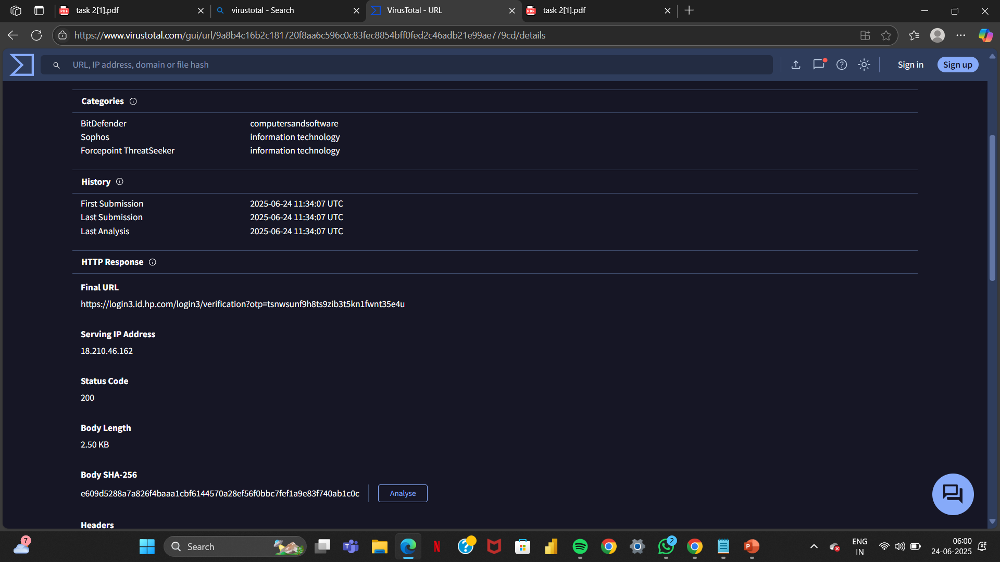 task 2[1].pdf
virustotal - Search
VirusTotal - URL
task 2[1].pdf
https://www.virustotal.com/gui/url/9a8b4c16b2c181720f8aa6c596c0c83fec8854bff0fed2c46adb21e99ae779cd/details
URL, IP address, domain or file hash
Sign in
Sign up
Categories
BitDefender computersandsoftware
Sophos information technology
Forcepoint ThreatSeeker information technology
History
First Submission 2025-06-24 11:34:07 UTC
Last Submission 2025-06-24 11:34:07 UTC
Last Analysis 2025-06-24 11:34:07 UTC
HTTP Response
Final URL
https://login3.id.hp.com/login3/verification?otp=tsnwsunf9h8ts9zib3t5kn1fwnt35e4u
Serving IP Address
18.210.46.162
Status Code
200
Body Length
2.50 KB
Body SHA-256
e609d5288a7a826f4baaa1cbf6144570a28ef56f0bbc7fef1a9e83f740ab1c0c
Analyse
Headers
7
Search
2
ENG
IN
06:00
24-06-2025